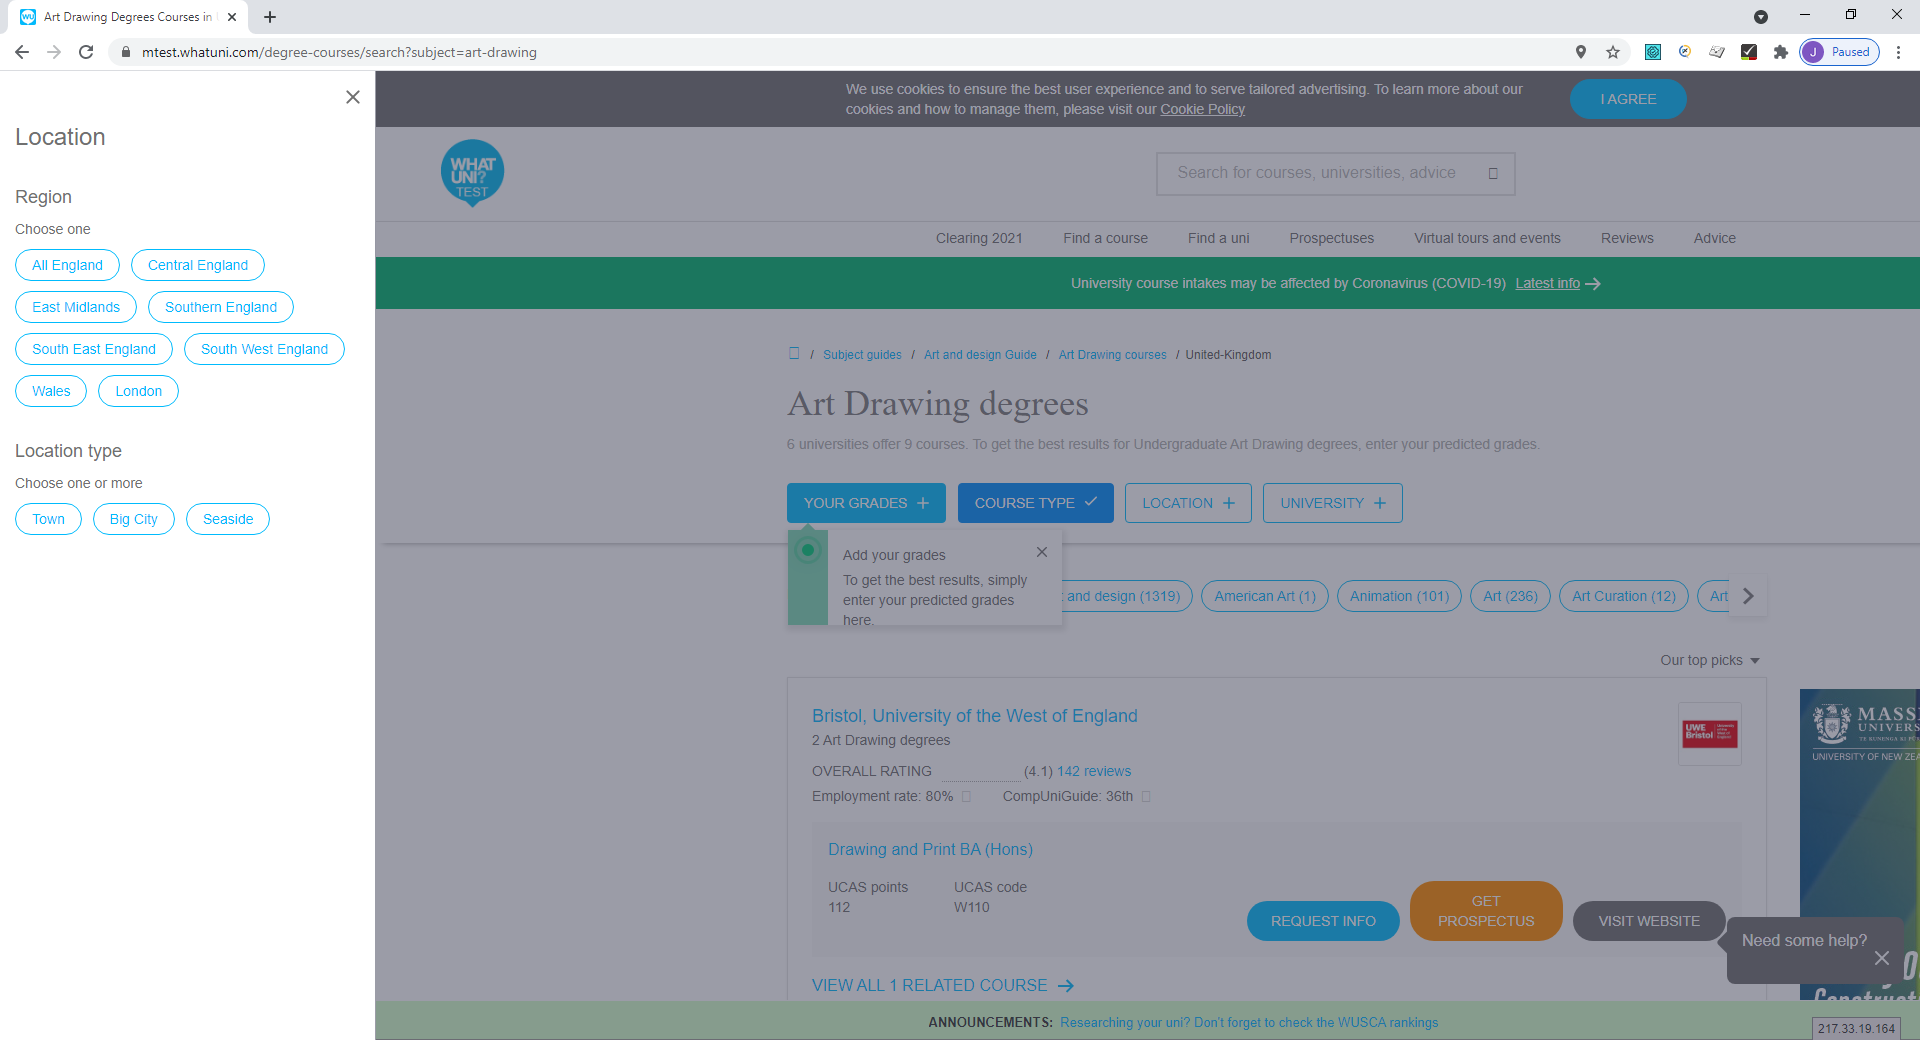 Art Drawing Degrees Courses in
mtest.whatuni.com/degree-courses/search?subject=art-drawing
J Paused
Location
Region
Choose one
All England
Central England
East Midlands
Southern England
South East England
South West England
Wales
London
Location type
Choose one or more
Town
Big City
Seaside
We use cookies to ensure the best user experience and to serve tailored advertising. To learn more about our
cookies and how to manage them, please visit our Cookie Policy
I AGREE
WHAT
UNI?
TEST
Search for courses, universities, advice
Clearing 2021
Find a course
Find a uni
Prospectuses
Virtual tours and events
Reviews
Advice
University course intakes may be affected by Coronavirus (COVID-19) Latest info
/ Subject guides / Art and design Guide / Art Drawing courses / United-Kingdom
Art Drawing degrees
6 universities offer 9 courses. To get the best results for Undergraduate Art Drawing degrees, enter your predicted grades.
YOUR GRADES
COURSE TYPE
LOCATION
UNIVERSITY
Add your grades
To get the best results, simply
enter your predicted grades
here.
and design (1319)
American Art (1)
Animation (101)
Art (236)
Art Curation (12)
Art
Our top picks
Bristol, University of the West of England
2 Art Drawing degrees
OVERALL RATING (4.1) 142 reviews
Employment rate: 80%
CompUniGuide: 36th
UWE
Bristol
Drawing and Print BA (Hons)
UCAS points
112
UCAS code
W110
REQUEST INFO
GET
PROSPECTUS
VISIT WEBSITE
VIEW ALL 1 RELATED COURSE
MASS
UNIVERS
UNIVERSITY OF NEW ZEA
Need some help?
ANNOUNCEMENTS: Researching your uni? Don't forget to check the WUSCA rankings
217.33.19.164